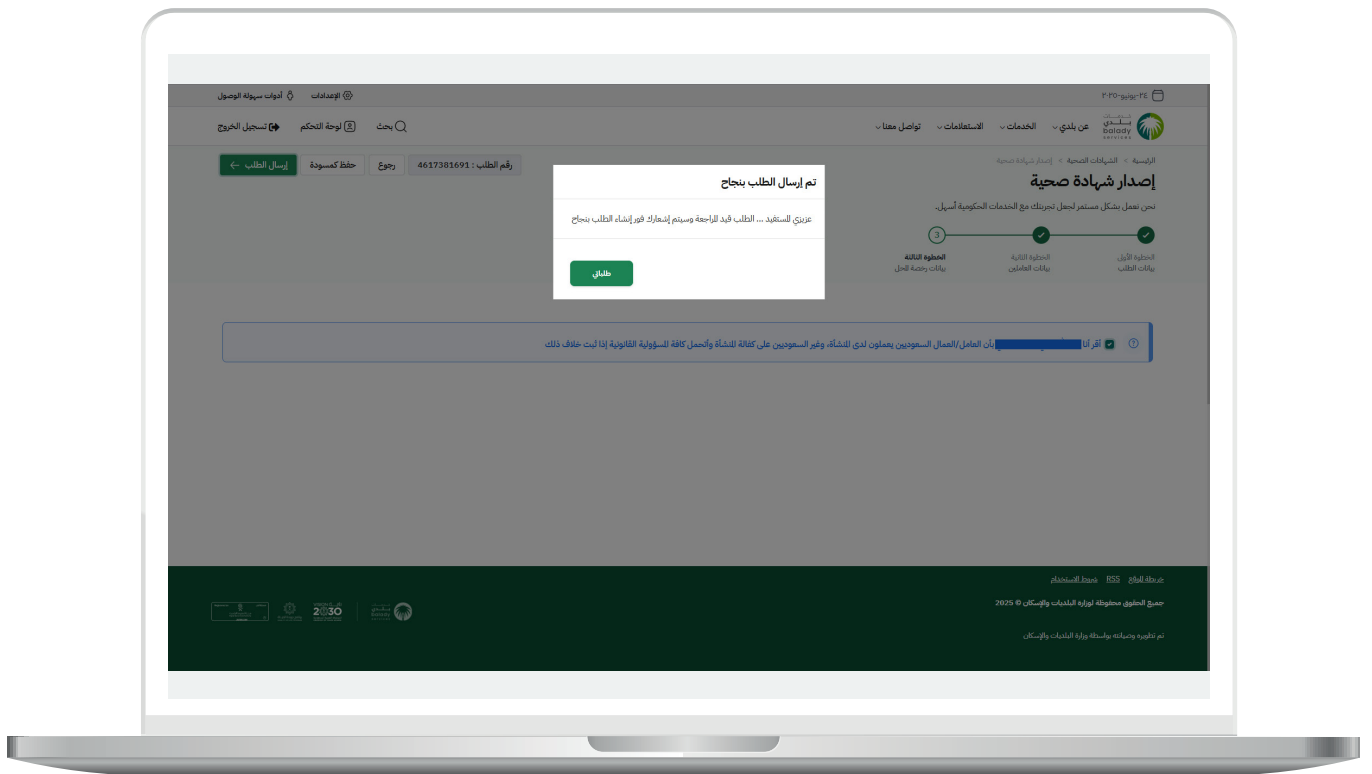 ٢٤-يونيو-٢٠٢٥
الإعدادات
أدوات سهولة الوصول
بلدي
balady
services
عن بلدي
الخدمات
الاستعلامات
تواصل معنا
بحث
لوحة التحكم
تسجيل الخروج
الرئيسية > الشهادات الصحية > إصدار شهادة صحية
إصدار شهادة صحية
نحن نعمل بشكل مستمر لجعل تجربتك مع الخدمات الحكومية أسهل.
رقم الطلب : 4617381691
رجوع
حفظ كمسودة
إرسال الطلب
3
الخطوة الأولى
بيانات الطلب
الخطوة الثانية
بيانات العاملين
الخطوة الثالثة
بيانات رخصة المحل
تم إرسال الطلب بنجاح
عزيزي المستفيد ... الطلب قيد المراجعة وسيتم إشعارك فور إنشاء الطلب بنجاح
طلباتي
أقر أنا بأن العامل/العمال السعوديين يعملون لدى المنشأة، وغير السعوديين على كفالة المنشأة وأتحمل كافة المسؤولية القانونية إذا ثبت خلاف ذلك
خريطة الموقع RSS شروط الاستخدام
جميع الحقوق محفوظة لوزارة البلديات والإسكان © 2025
تم تطويره وصيانته بواسطة وزارة البلديات والإسكان
2030